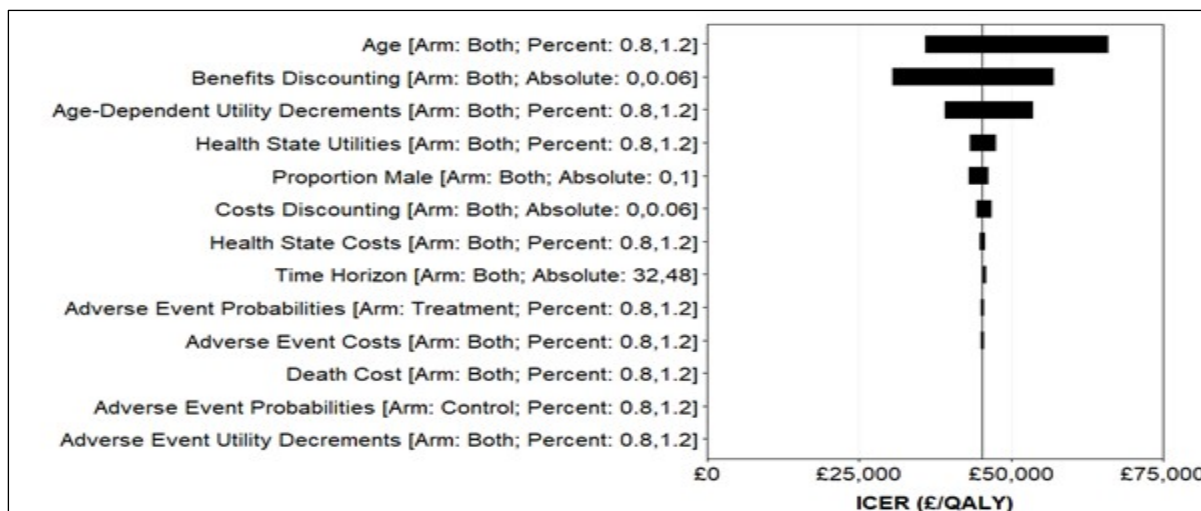 Age [Arm: Both; Percent: 0.8,1.2]
Benefits Discounting [Arm: Both; Absolute: 0,0.06]
Age-Dependent Utility Decrements [Arm: Both; Percent: 0.8,1.2]
Health State Utilities [Arm: Both; Percent: 0.8,1.2]
Proportion Male [Arm: Both; Absolute: 0,1]
Costs Discounting [Arm: Both; Absolute: 0,0.06]
Health State Costs [Arm: Both; Percent: 0.8,1.2]
Time Horizon [Arm: Both; Absolute: 32,48]
Adverse Event Probabilities [Arm: Treatment; Percent: 0.8,1.2]
Adverse Event Costs [Arm: Both; Percent: 0.8,1.2]
Death Cost [Arm: Both; Percent: 0.8,1.2]
Adverse Event Probabilities [Arm: Control; Percent: 0.8,1.2]
Adverse Event Utility Decrements [Arm: Both; Percent: 0.8,1.2]
£0 £25,000 £50,000 £75,000
ICER (£/QALY)